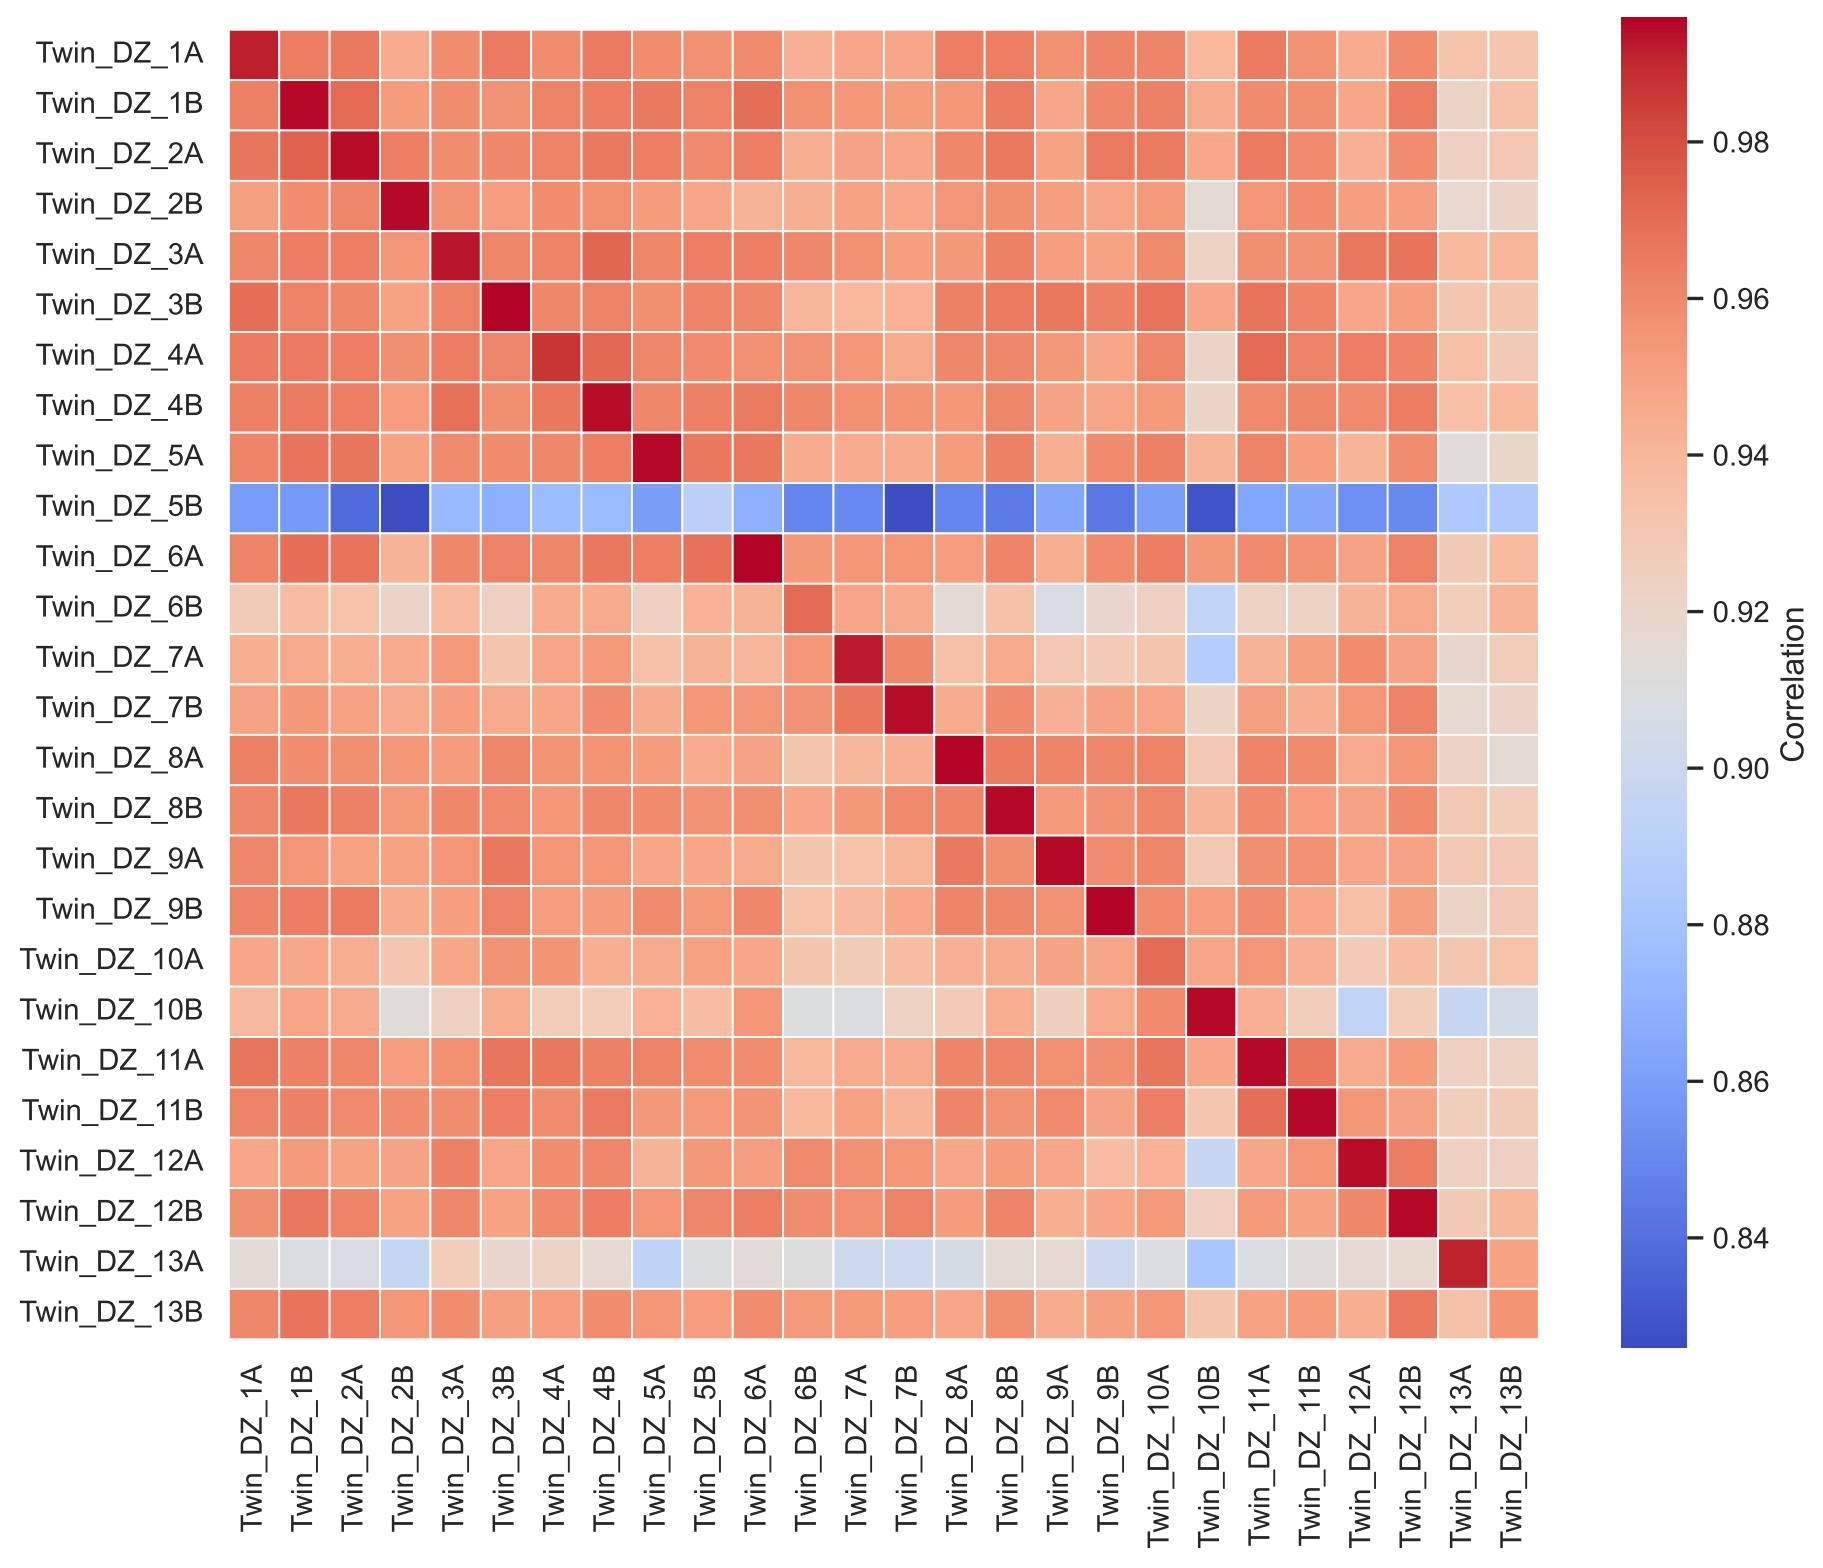 Twin_DZ_1A
Twin_DZ_1B
Twin_DZ_2A
Twin_DZ_2B
Twin_DZ_3A
Twin_DZ_3B
Twin_DZ_4A
Twin_DZ_4B
Twin_DZ_5A
Twin_DZ_5B
Twin_DZ_6A
Twin_DZ_6B
Twin_DZ_7A
Twin_DZ_7B
Twin_DZ_8A
Twin_DZ_8B
Twin_DZ_9A
Twin_DZ_9B
Twin_DZ_10A
Twin_DZ_10B
Twin_DZ_11A
Twin_DZ_11B
Twin_DZ_12A
Twin_DZ_12B
Twin_DZ_13A
Twin_DZ_13B
Twin_DZ_1A
Twin_DZ_1B
Twin_DZ_2A
Twin_DZ_2B
Twin_DZ_3A
Twin_DZ_3B
Twin_DZ_4A
Twin_DZ_4B
Twin_DZ_5A
Twin_DZ_5B
Twin_DZ_6A
Twin_DZ_6B
Twin_DZ_7A
Twin_DZ_7B
Twin_DZ_8A
Twin_DZ_8B
Twin_DZ_9A
Twin_DZ_9B
Twin_DZ_10A
Twin_DZ_10B
Twin_DZ_11A
Twin_DZ_11B
Twin_DZ_12A
Twin_DZ_12B
Twin_DZ_13A
Twin_DZ_13B
0.98
0.96
0.94
0.92
0.90
0.88
0.86
0.84
Correlation